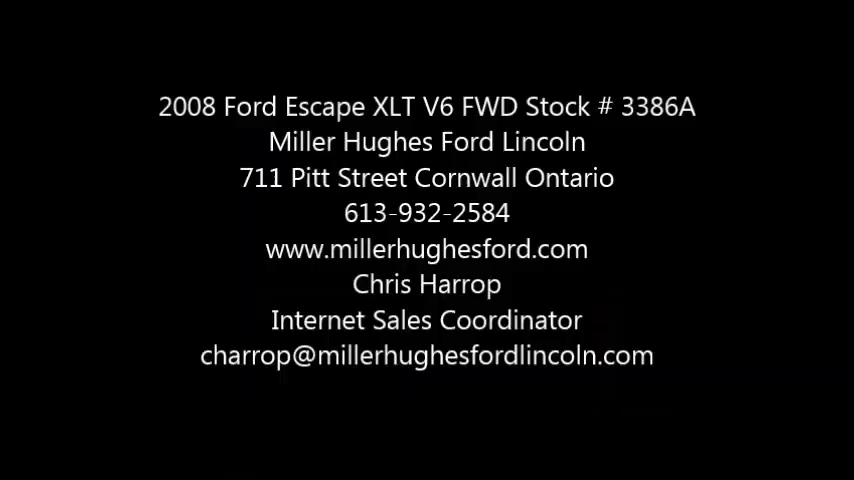 2008 Ford Escape XLT V6 FWD Stock # 3386A
Miller Hughes Ford Lincoln
711 Pitt Street Cornwall Ontario
613-932-2584
www.millerhughesford.com
Chris Harrop
Internet Sales Coordinator
charrop@millerhughesfordlincoln.com